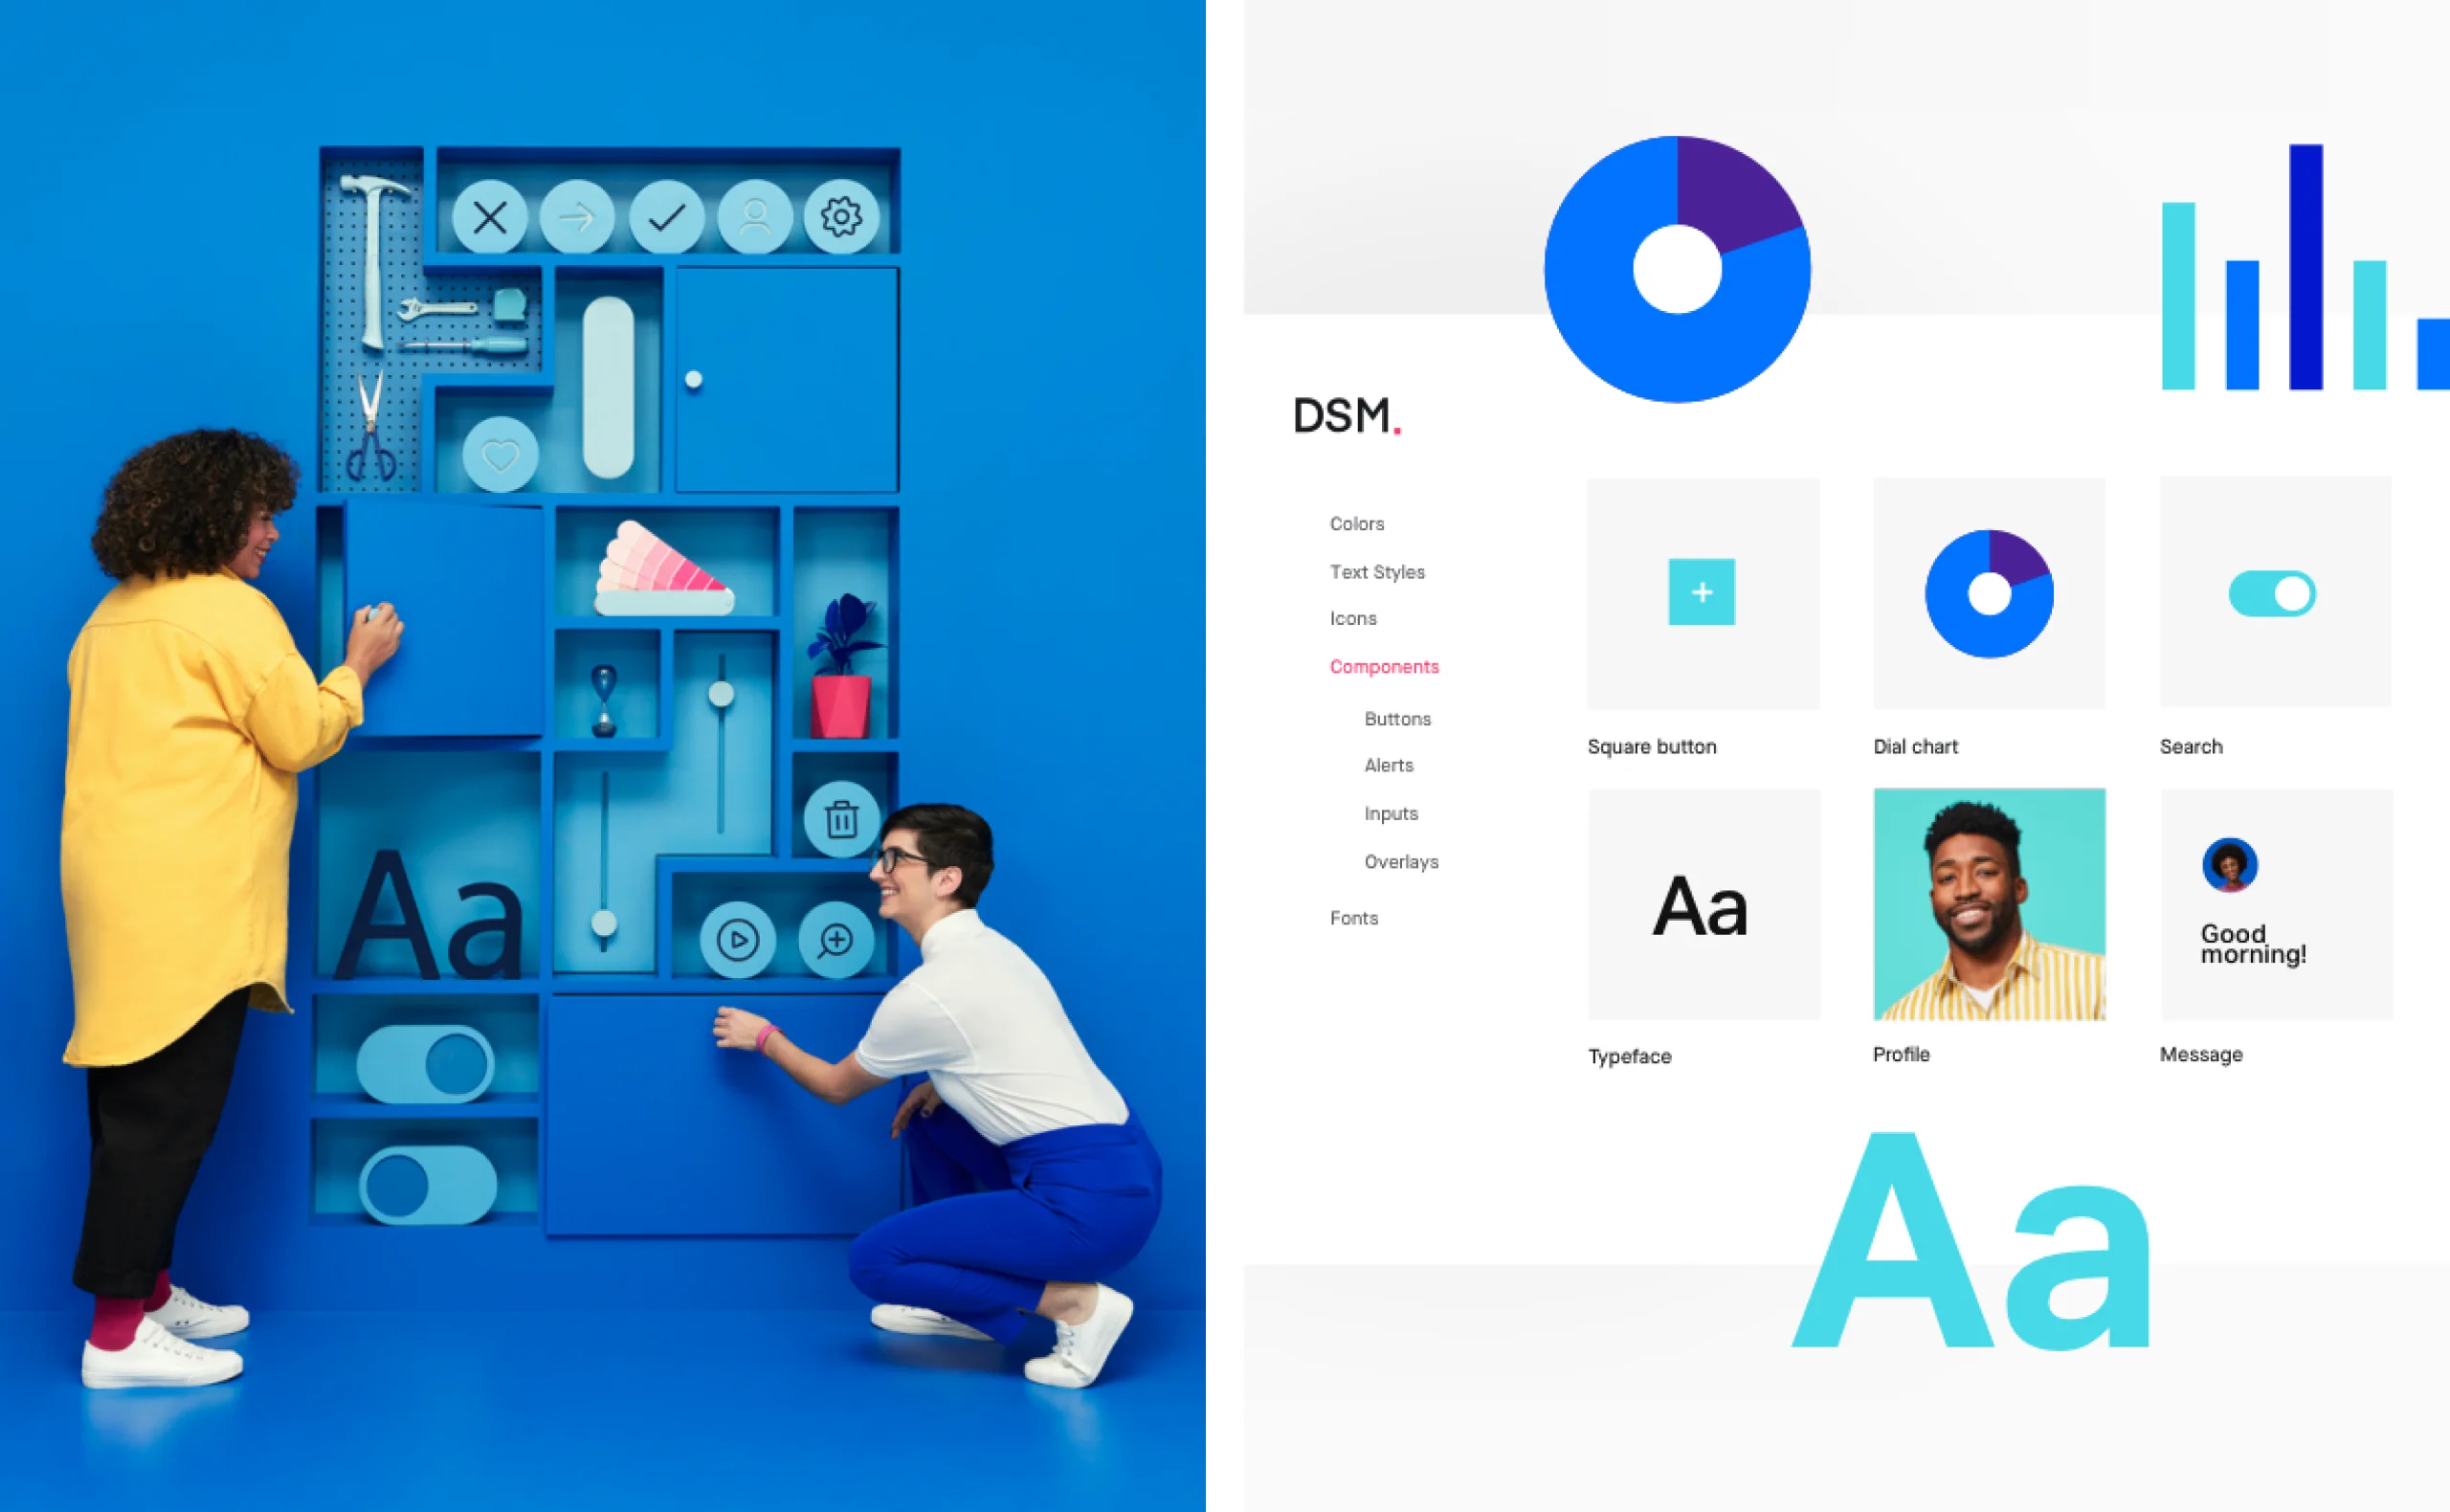 Aa
DSM.
Colors
Text Styles
Icons
Components
Buttons
Alerts
Inputs
Overlays
Fonts
Square button
Dial chart
Search
Aa
Good
morning!
Typeface
Profile
Message
Aa